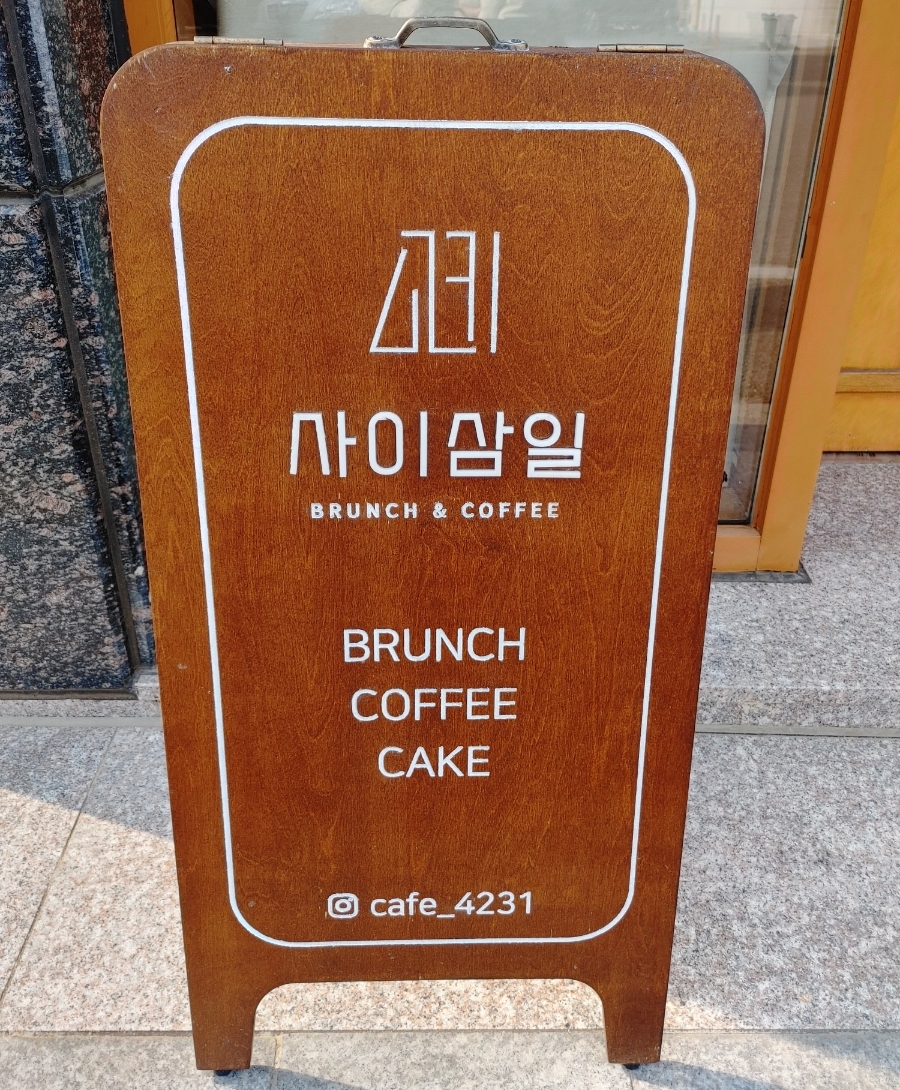 4231
사이삼일
BRUNCH & COFFEE
BRUNCH
COFFEE
CAKE
cafe_4231